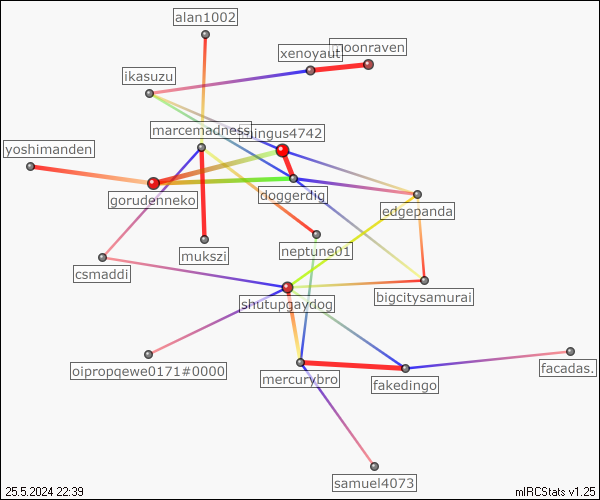 alan1002
xenoyaut
moonraven
ikasuzu
marcemadness
mingus4742
yoshimanden
gorudenneko
doggerdig
edgepanda
mukszi
neptune01
csmaddi
shutupgaydog
bigcitysamurai
oipropqewe0171#0000
mercurybro
fakedingo
facadas.
samuel4073
25.5.2024 22:39
mIRCStats v1.25